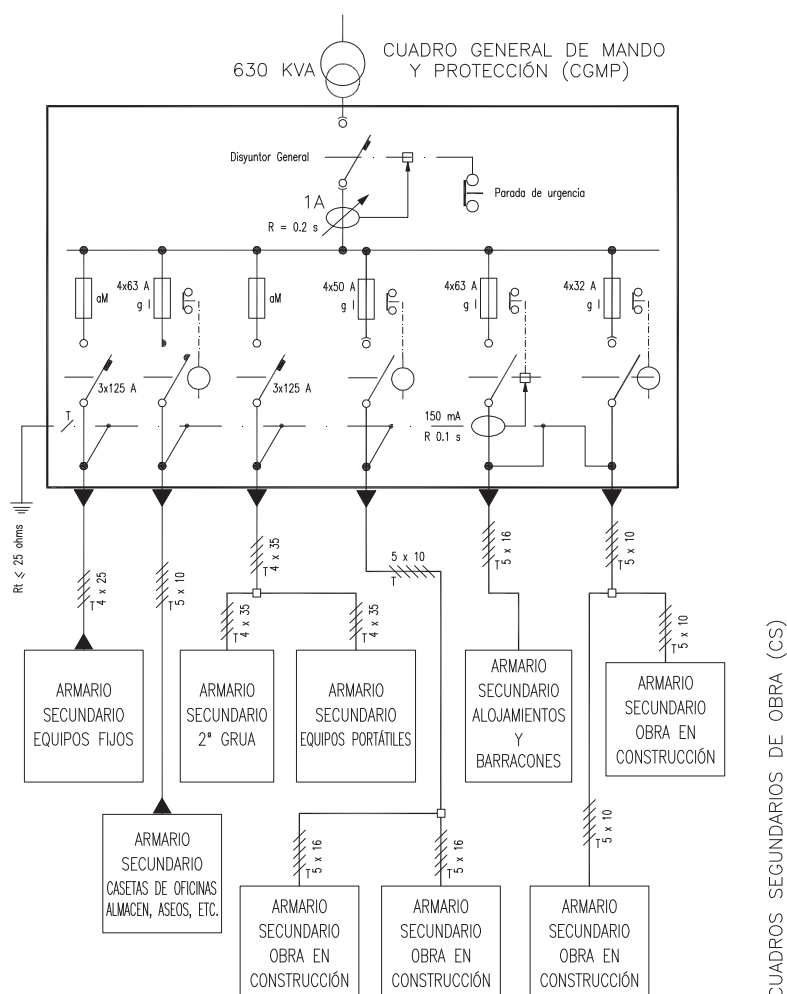 630 KVA
CUADRO GENERAL DE MANDO
Y PROTECCIÓN (CGMP)
Disyuntor General
Parada de urgencia
1A
R = 0.2 s
aM
4x63 A
g I
aM
4x50 A
g I
4x63 A
g I
4x32 A
g I
3x125 A
3x125 A
T
150 mA
R 0.1 s
Rt ≤ 25 ohms
T 4 x 25
T 5 x 10
T 4 x 35
5 x 10
T
T 5 x 16
T 5 x 10
T 4 x 35
T 4 x 35
T 5 x 10
ARMARIO
SECUNDARIO
EQUIPOS FIJOS
ARMARIO
SECUNDARIO
2ª GRUA
ARMARIO
SECUNDARIO
EQUIPOS PORTÁTILES
ARMARIO
SECUNDARIO
ALOJAMIENTOS
Y
BARRACONES
ARMARIO
SECUNDARIO
OBRA EN
CONSTRUCCIÓN
ARMARIO
SECUNDARIO
CASETAS DE OFICINAS
ALMACEN, ASEOS, ETC.
T 5 x 16
T 5 x 16
T 5 x 10
ARMARIO
SECUNDARIO
OBRA EN
CONSTRUCCIÓN
ARMARIO
SECUNDARIO
OBRA EN
CONSTRUCCIÓN
ARMARIO
SECUNDARIO
OBRA EN
CONSTRUCCIÓN
CUADROS SEGUNDARIOS DE OBRA (CS)